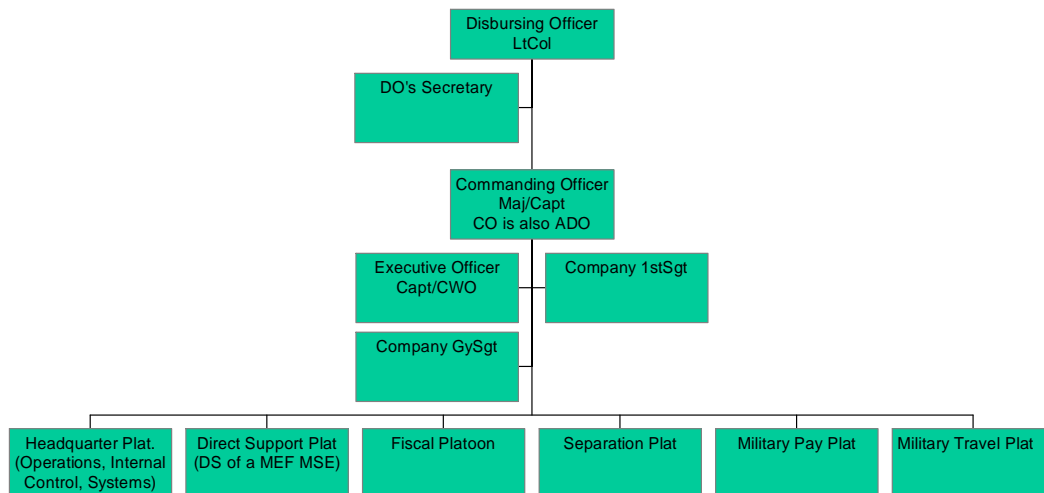 Disbursing Officer
LtCol
DO's Secretary
Commanding Officer
Maj/Capt
CO is also ADO
Executive Officer
Capt/CWO
Company 1stSgt
Company GySgt
Headquarter Plat.
(Operations, Internal
Control, Systems)
Direct Support Plat
(DS of a MEF MSE)
Fiscal Platoon
Separation Plat
Military Pay Plat
Military Travel Plat